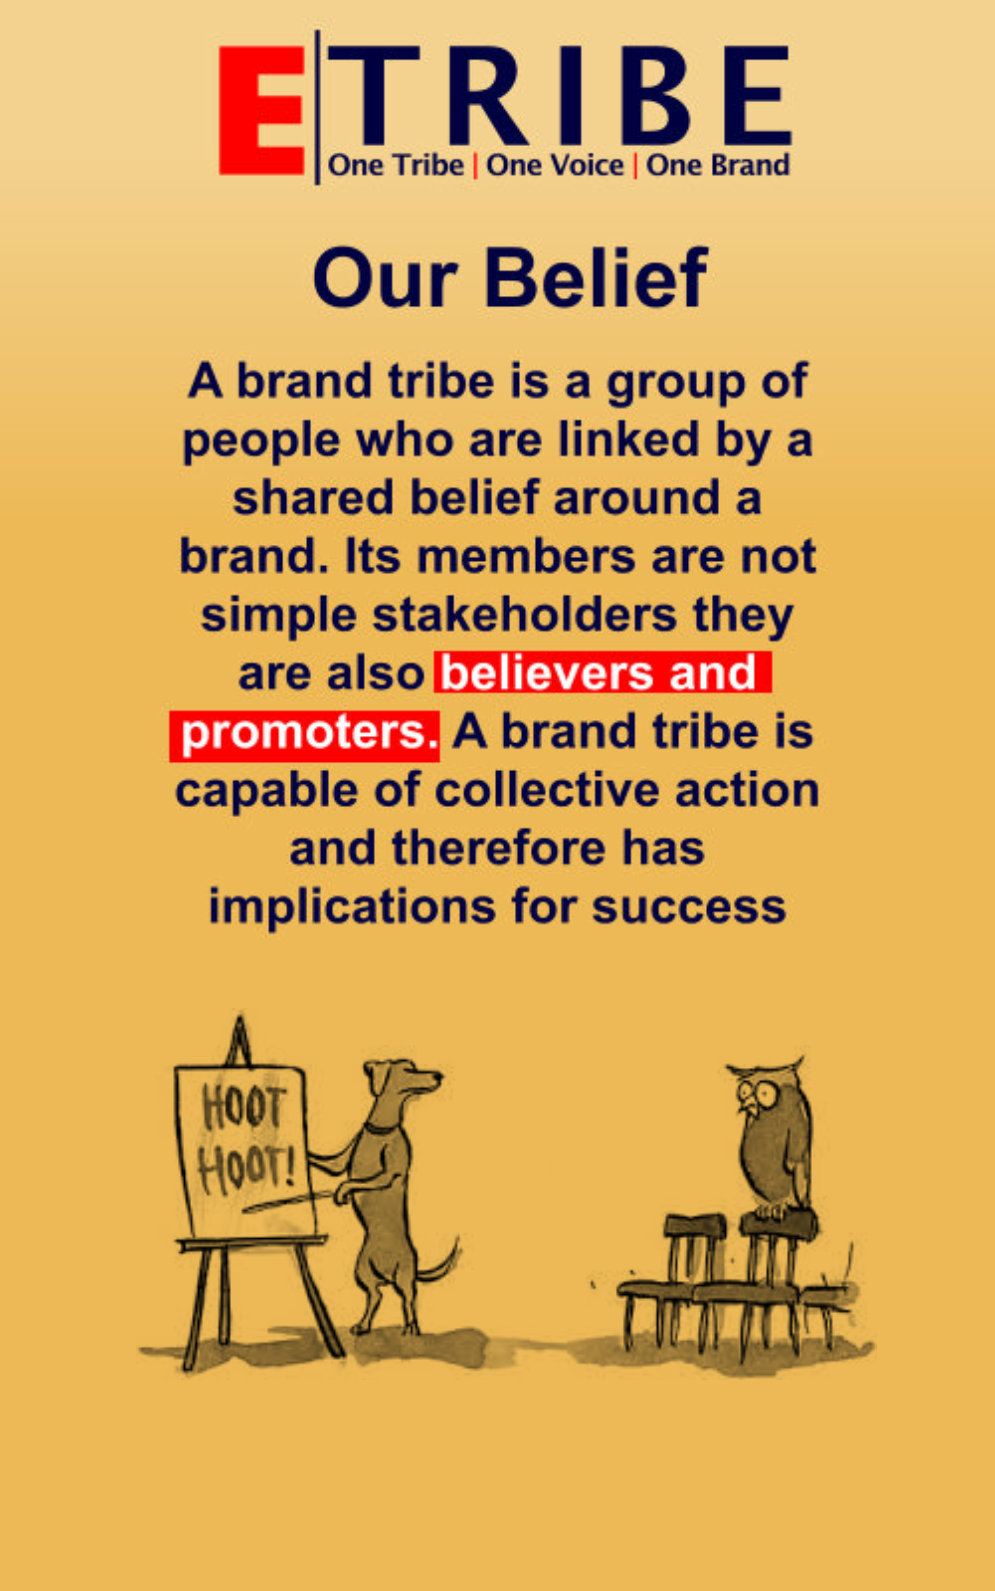 ETRIBE
One Tribe | One Voice | One Brand
Our Belief
A brand tribe is a group of
people who are linked by a
shared belief around a
brand. Its members are not
simple stakeholders they
are also believers and
promoters. A brand tribe is
capable of collective action
and therefore has
implications for success
HOOT
HOOT!